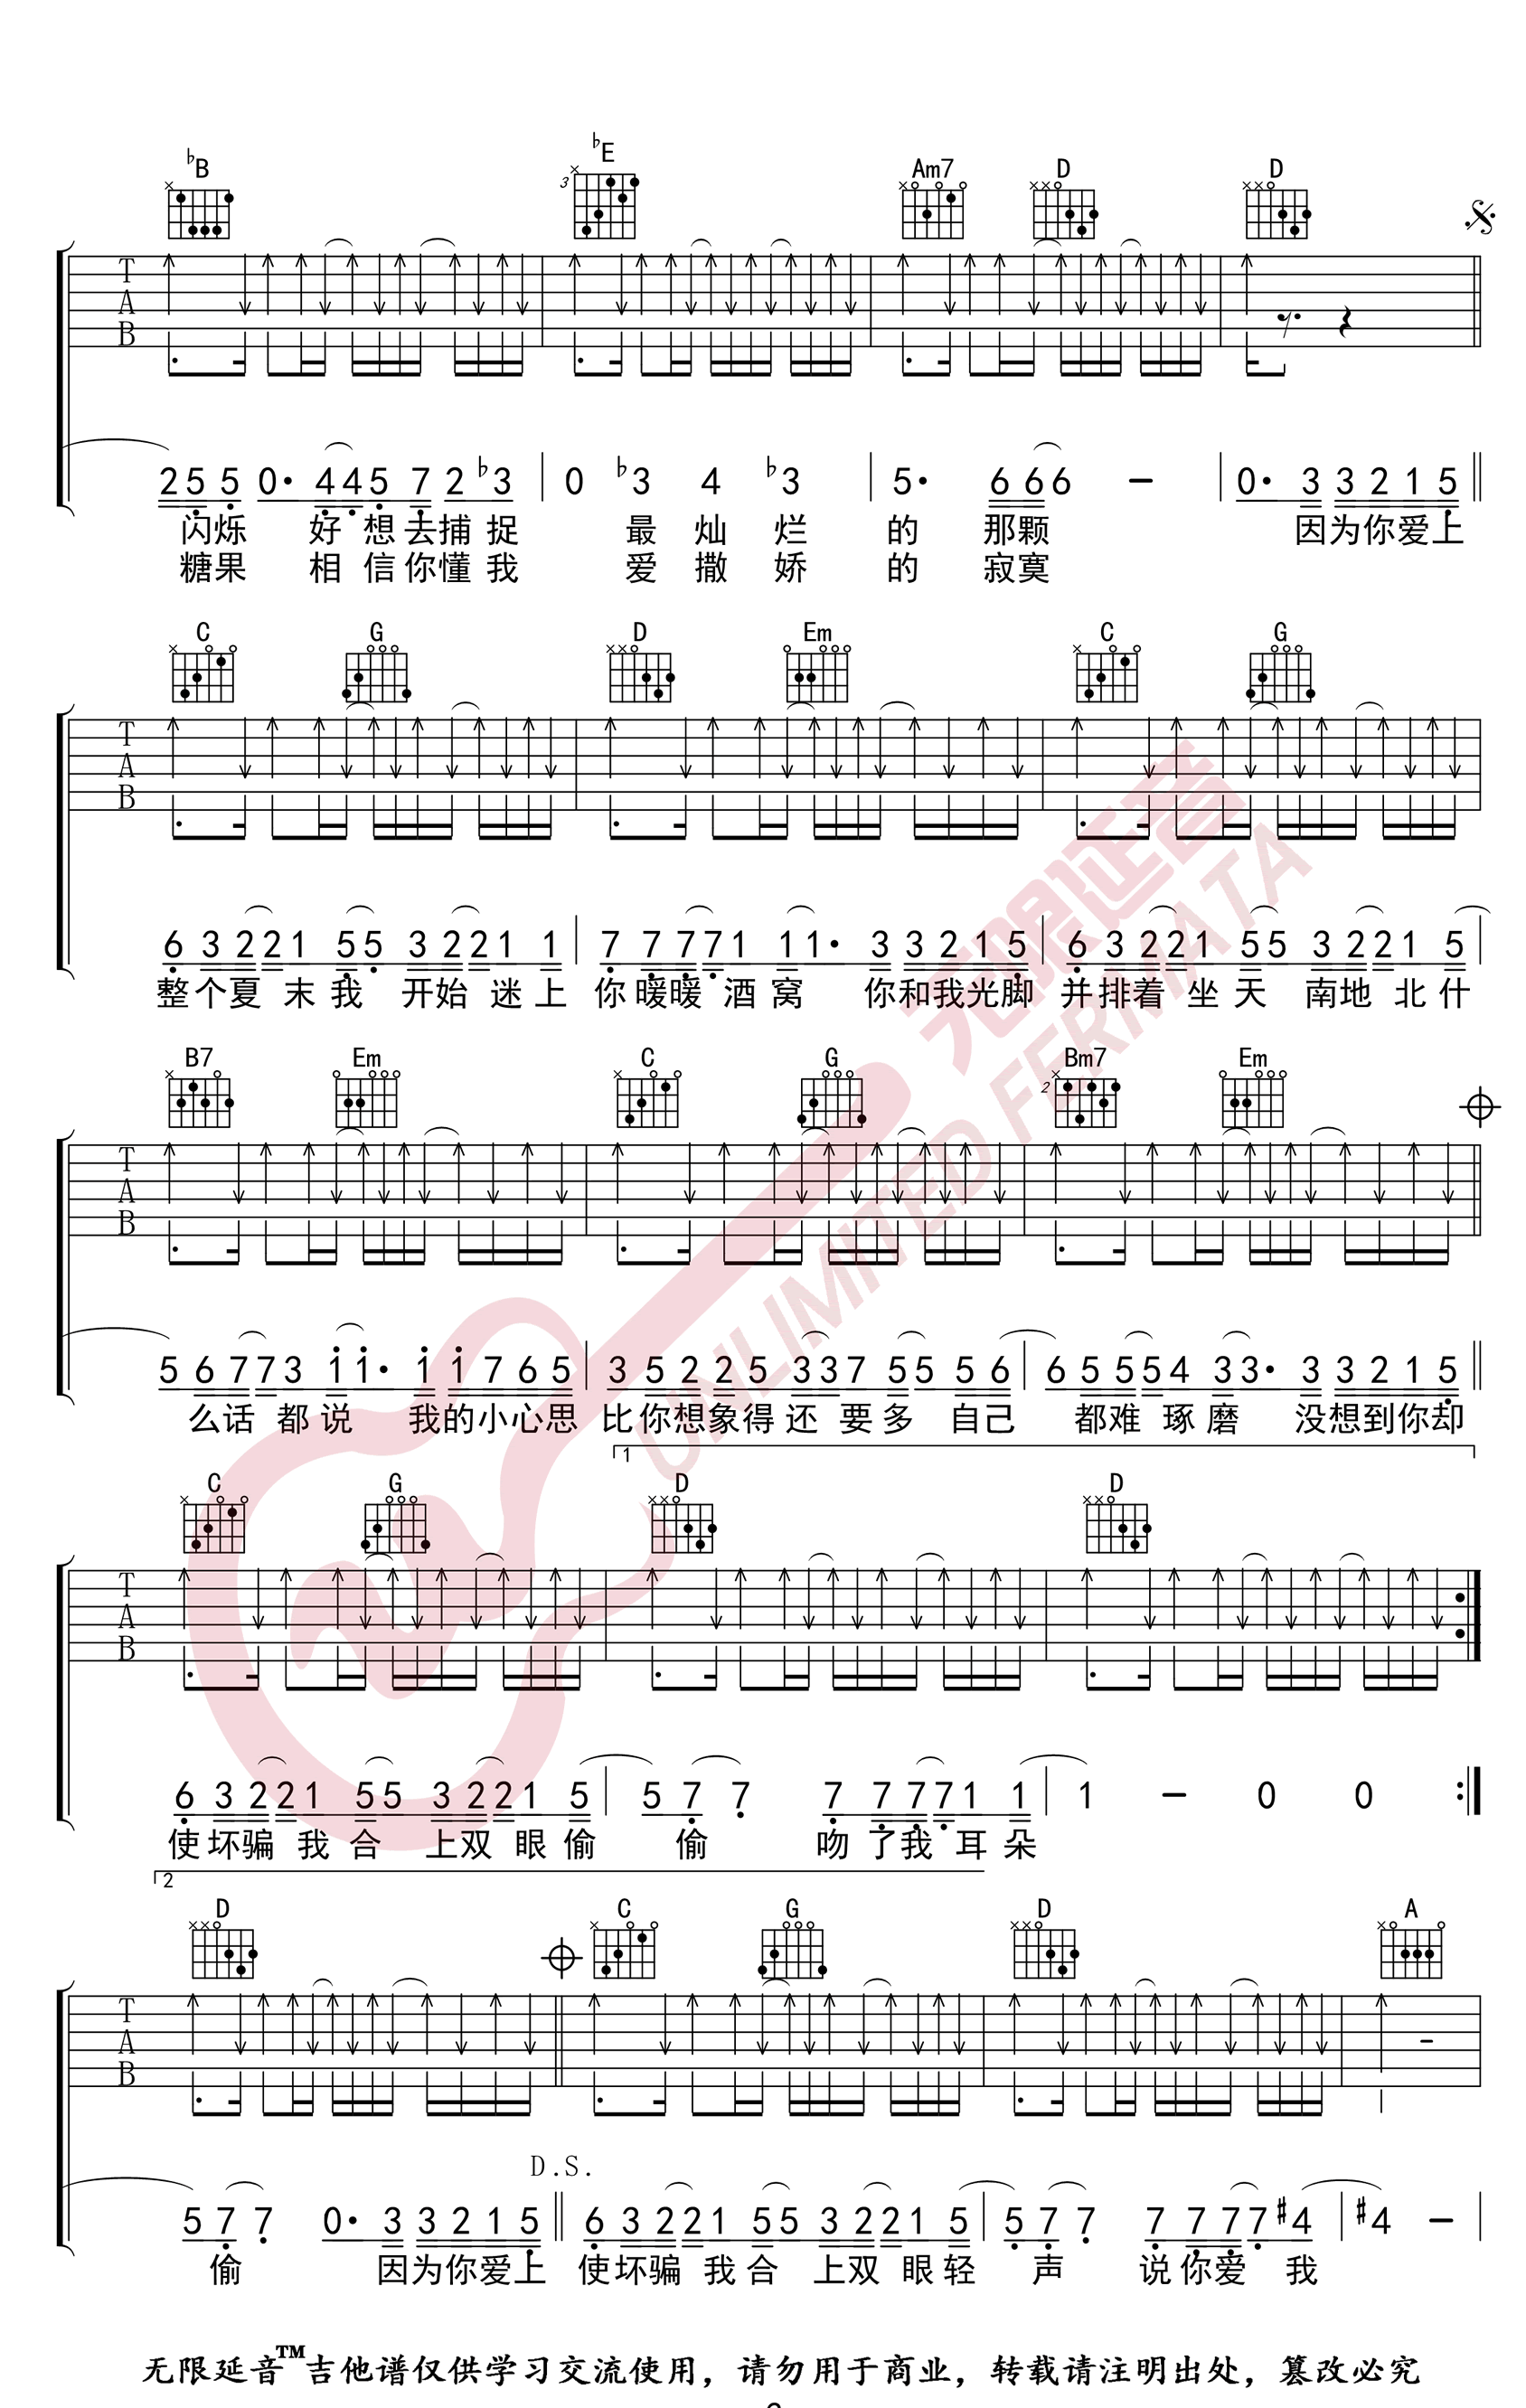 ♭B ♭E Am7 D D
T
A
B
2 5 5 0· 4 4 5 7 2 ♭3 | 0 ♭3 4 ♭3 | 5· 6 6 6 - | 0· 3 3 2 1 5
闪烁 好 想 去捕 捉 最 灿 烂 的 那颗 因为你爱上
糖果 相 信 你懂 我 爱 撒 娇 的 寂寞
C G D Em C G
T
A
B
6 3 2 2 1 5 5 3 2 2 1 1 | 7 7 7 7 1 1 1· 3 3 2 1 5 | 6 3 2 2 1 5 5 3 2 2 1 5 |
整 个夏 末 我 开始 迷 上 你 暖暖 酒 窝 你和我光脚 并 排着 坐 天 南地 北 什
B7 Em C G Bm7 Em
2
T
A
B
5 6 7 7 3 1 1· 1 1 7 6 5 | 3 5 2 2 5 3 3 7 5 5 5 6 | 6 5 5 5 4 3 3· 3 3 2 1 5
么话 都 说 我的小心思 比你想象得 还 要 多 自己 都难 琢 磨 没想到你却
1
C G D D
T
A
B
6 3 2 2 1 5 5 3 2 2 1 5 | 5 7 7 7 7 7 7 1 1 | 1 - 0 0 :
使 坏骗 我 合 上双 眼 偷 偷 吻 了我 耳 朵
2
D C G D A
T
A
B
D.S.
5 7 7 0· 3 3 2 1 5 6 3 2 2 1 5 5 3 2 2 1 5 | 5 7 7 7 7 7 7 #4 | #4 - |
偷 因为你爱上 使坏骗 我 合 上双 眼 轻 声 说 你爱 我
无限延音™吉他谱仅供学习交流使用，请勿用于商业，转载请注明出处，篡改必究
无限延音
UNLIMITED FERMATA